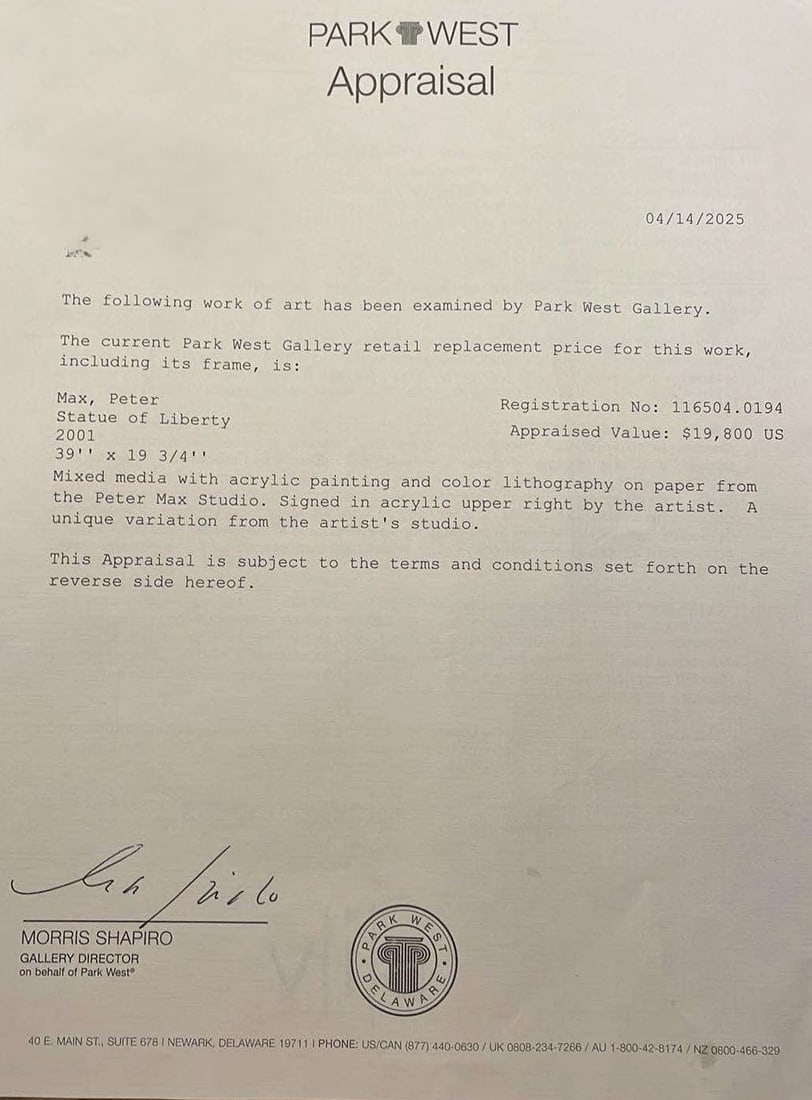 PARK WEST
Appraisal
04/14/2025
The following work of art has been examined by Park West Gallery.
The current Park West Gallery retail replacement price for this work,
including its frame, is:
Max, Peter
Statue of Liberty
2001
39'' x 19 3/4''
Registration No: 116504.0194
Appraised Value: $19,800 US
Mixed media with acrylic painting and color lithography on paper from
the Peter Max Studio. Signed in acrylic upper right by the artist. A
unique variation from the artist's studio.
This Appraisal is subject to the terms and conditions set forth on the
reverse side hereof.
MORRIS SHAPIRO
GALLERY DIRECTOR
on behalf of Park West®
PARK WEST
DELAWARE
40 E. MAIN ST., SUITE 678 | NEWARK, DELAWARE 19711 | PHONE: US/CAN (877) 440-0630 / UK 0808-234-7266 / AU 1-800-42-8174 / NZ 0800-466-329